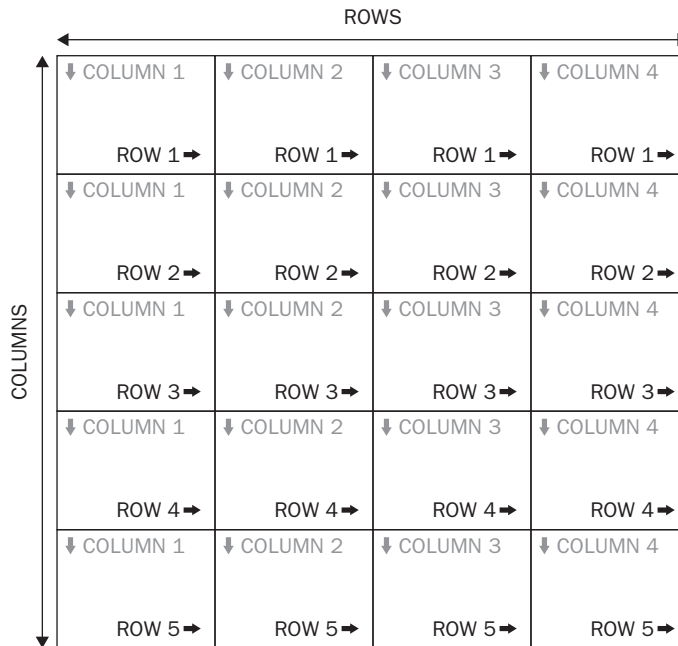 ROWS
COLUMNS
COLUMN 1 COLUMN 2 COLUMN 3 COLUMN 4
ROW 1 ROW 1 ROW 1 ROW 1
COLUMN 1 COLUMN 2 COLUMN 3 COLUMN 4
ROW 2 ROW 2 ROW 2 ROW 2
COLUMN 1 COLUMN 2 COLUMN 3 COLUMN 4
ROW 3 ROW 3 ROW 3 ROW 3
COLUMN 1 COLUMN 2 COLUMN 3 COLUMN 4
ROW 4 ROW 4 ROW 4 ROW 4
COLUMN 1 COLUMN 2 COLUMN 3 COLUMN 4
ROW 5 ROW 5 ROW 5 ROW 5